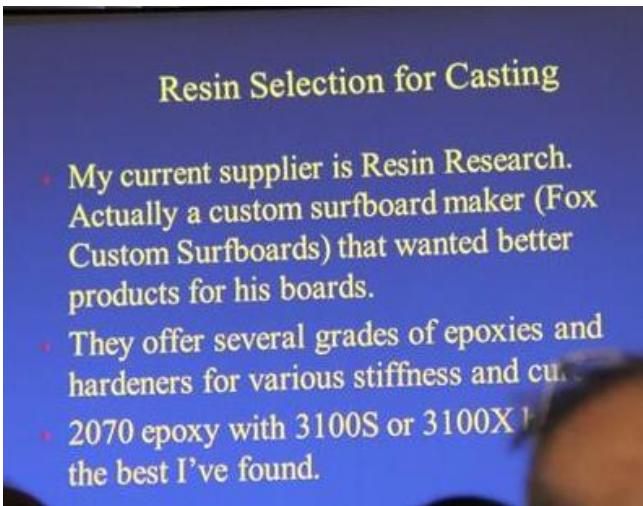 Resin Selection for Casting
My current supplier is Resin Research.
Actually a custom surfboard maker (Fox
Custom Surfboards) that wanted better
products for his boards.
They offer several grades of epoxies and
hardeners for various stiffness and
2070 epoxy with 3100S or 3100X
the best I've found.